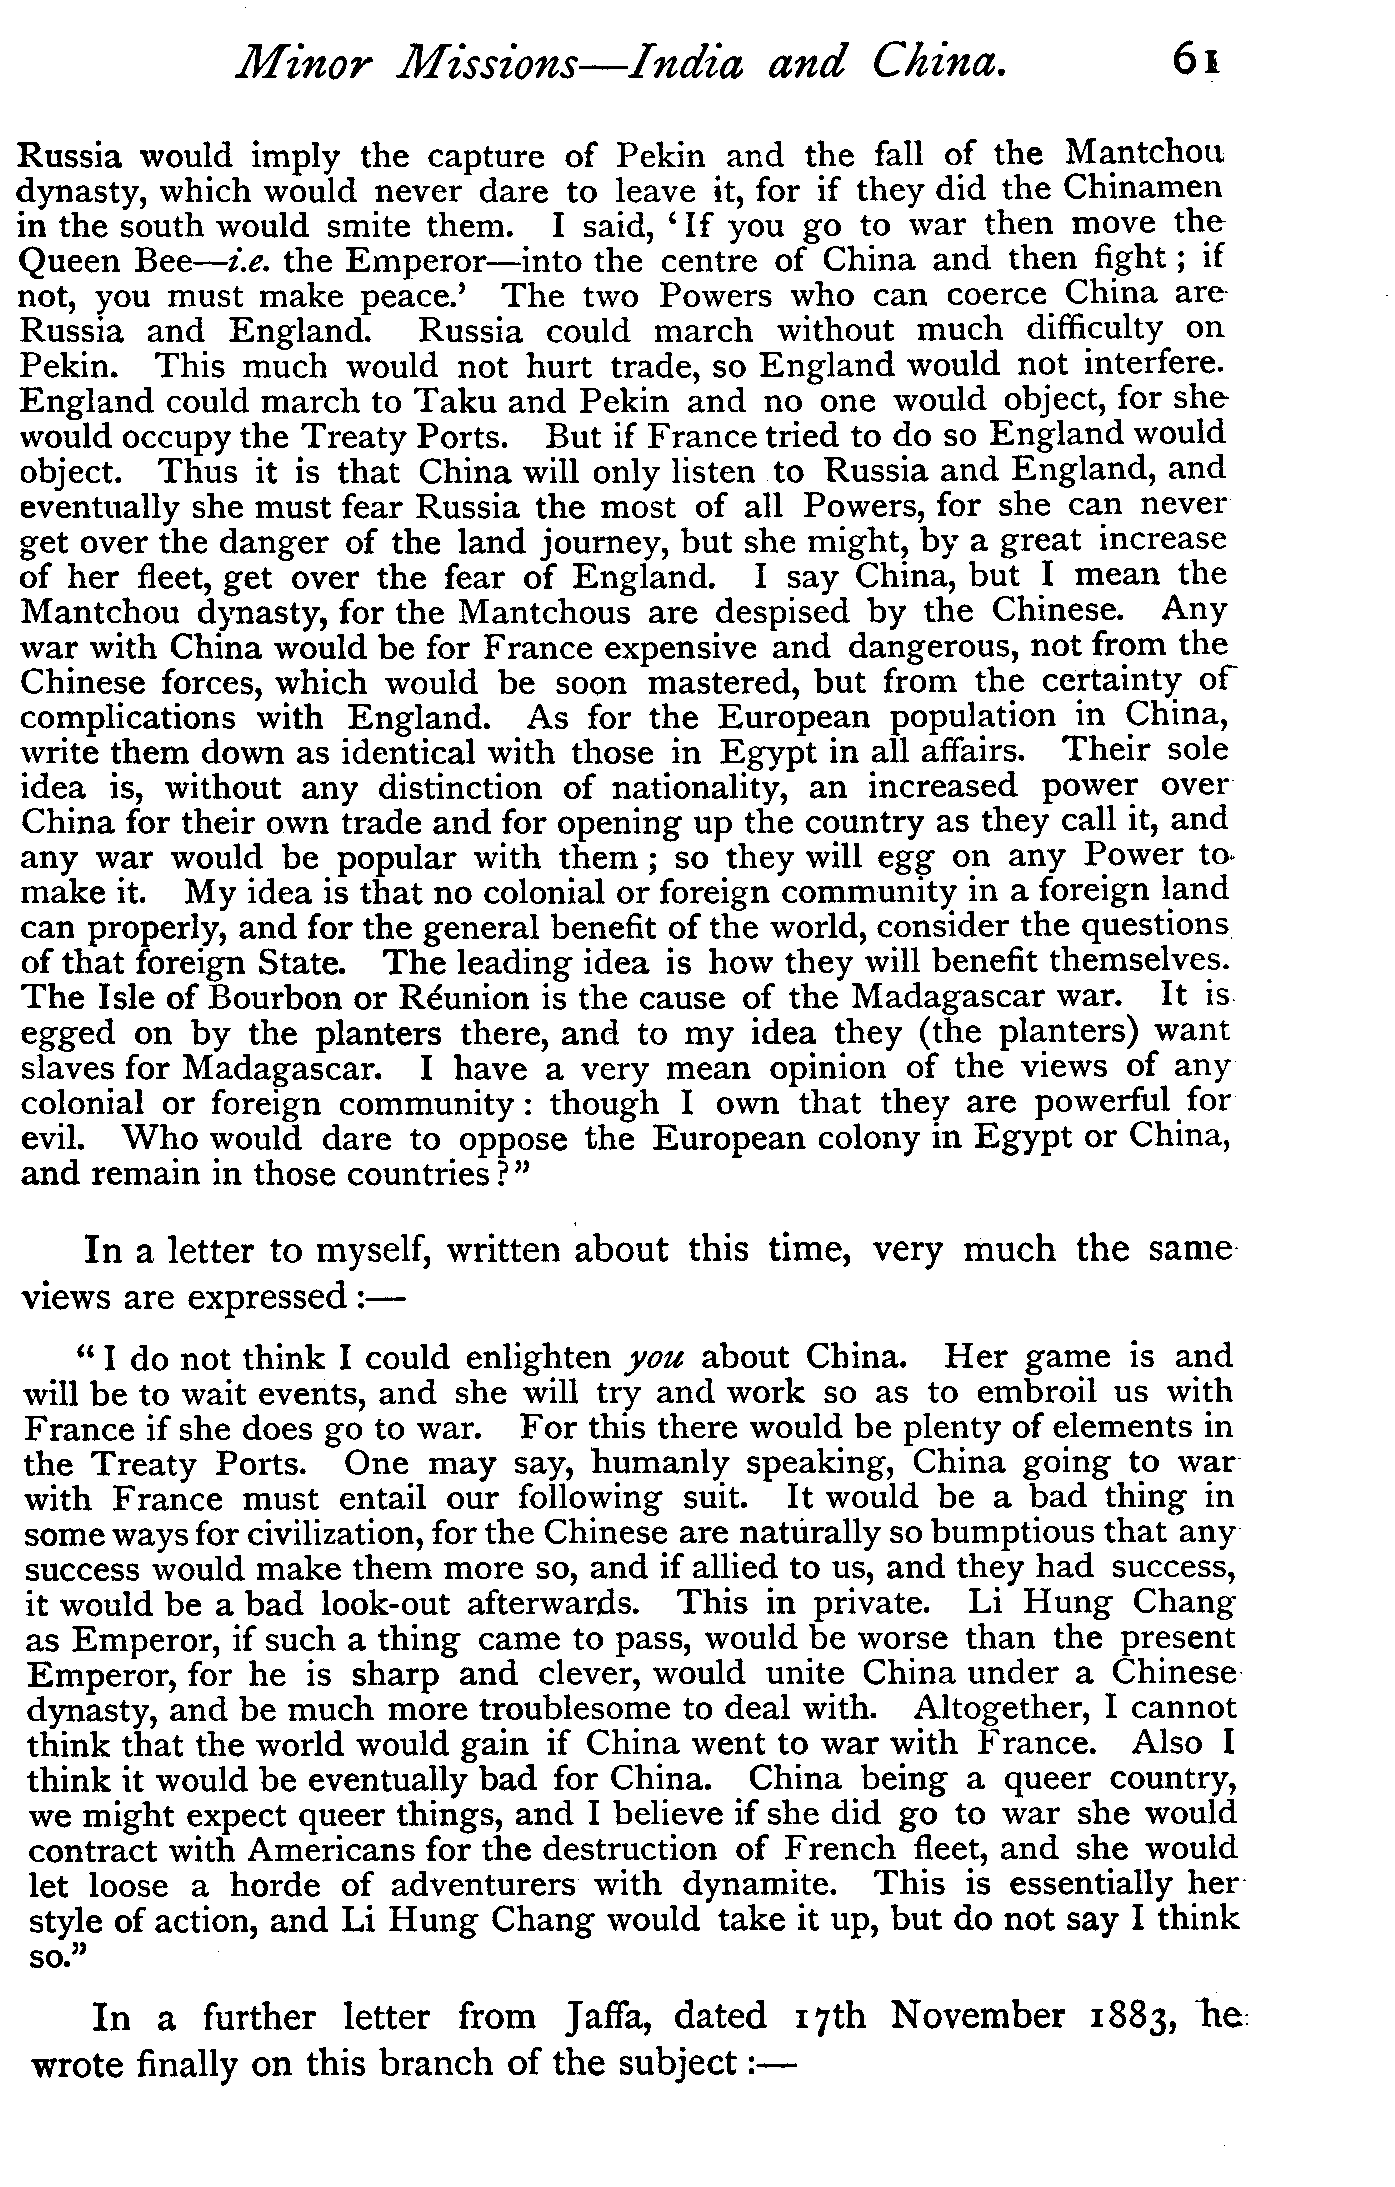 Minor Missions—India and China. 61
Russia would imply the capture of Pekin and the fall of the Mantchou
dynasty, which would never dare to leave it, for if they did the Chinamen
in the south would smite them. I said, ‘If you go to war then move the
Queen Bee—i.e. the Emperor—into the centre of China and then fight ; if
not, you must make peace.’ The two Powers who can coerce China are
Russia and England. Russia could march without much difficulty on
Pekin. This much would not hurt trade, so England would not interfere.
England could march to Taku and Pekin and no one would object, for she
would occupy the Treaty Ports. But if France tried to do so England would
object. Thus it is that China will only listen to Russia and England, and
eventually she must fear Russia the most of all Powers, for she can never
get over the danger of the land journey, but she might, by a great increase
of her fleet, get over the fear of England. I say China, but I mean the
Mantchou dynasty, for the Mantchous are despised by the Chinese. Any
war with China would be for France expensive and dangerous, not from the
Chinese forces, which would be soon mastered, but from the certainty of
complications with England. As for the European population in China,
write them down as identical with those in Egypt in all affairs. Their sole
idea is, without any distinction of nationality, an increased power over
China for their own trade and for opening up the country as they call it, and
any war would be popular with them ; so they will egg on any Power to
make it. My idea is that no colonial or foreign community in a foreign land
can properly, and for the general benefit of the world, consider the questions
of that foreign State. The leading idea is how they will benefit themselves.
The Isle of Bourbon or Réunion is the cause of the Madagascar war. It is
egged on by the planters there, and to my idea they (the planters) want
slaves for Madagascar. I have a very mean opinion of the views of any
colonial or foreign community : though I own that they are powerful for
evil. Who would dare to oppose the European colony in Egypt or China,
and remain in those countries ?”
In a letter to myself, written about this time, very much the same
views are expressed :—
“ I do not think I could enlighten you about China. Her game is and
will be to wait events, and she will try and work so as to embroil us with
France if she does go to war. For this there would be plenty of elements in
the Treaty Ports. One may say, humanly speaking, China going to war
with France must entail our following suit. It would be a bad thing in
some ways for civilization, for the Chinese are naturally so bumptious that any
success would make them more so, and if allied to us, and they had success,
it would be a bad look-out afterwards. This in private. Li Hung Chang
as Emperor, if such a thing came to pass, would be worse than the present
Emperor, for he is sharp and clever, would unite China under a Chinese
dynasty, and be much more troublesome to deal with. Altogether, I cannot
think that the world would gain if China went to war with France. Also I
think it would be eventually bad for China. China being a queer country,
we might expect queer things, and I believe if she did go to war she would
contract with Americans for the destruction of French fleet, and she would
let loose a horde of adventurers with dynamite. This is essentially her
style of action, and Li Hung Chang would take it up, but do not say I think
so.”
In a further letter from Jaffa, dated 17th November 1883, he
wrote finally on this branch of the subject :—